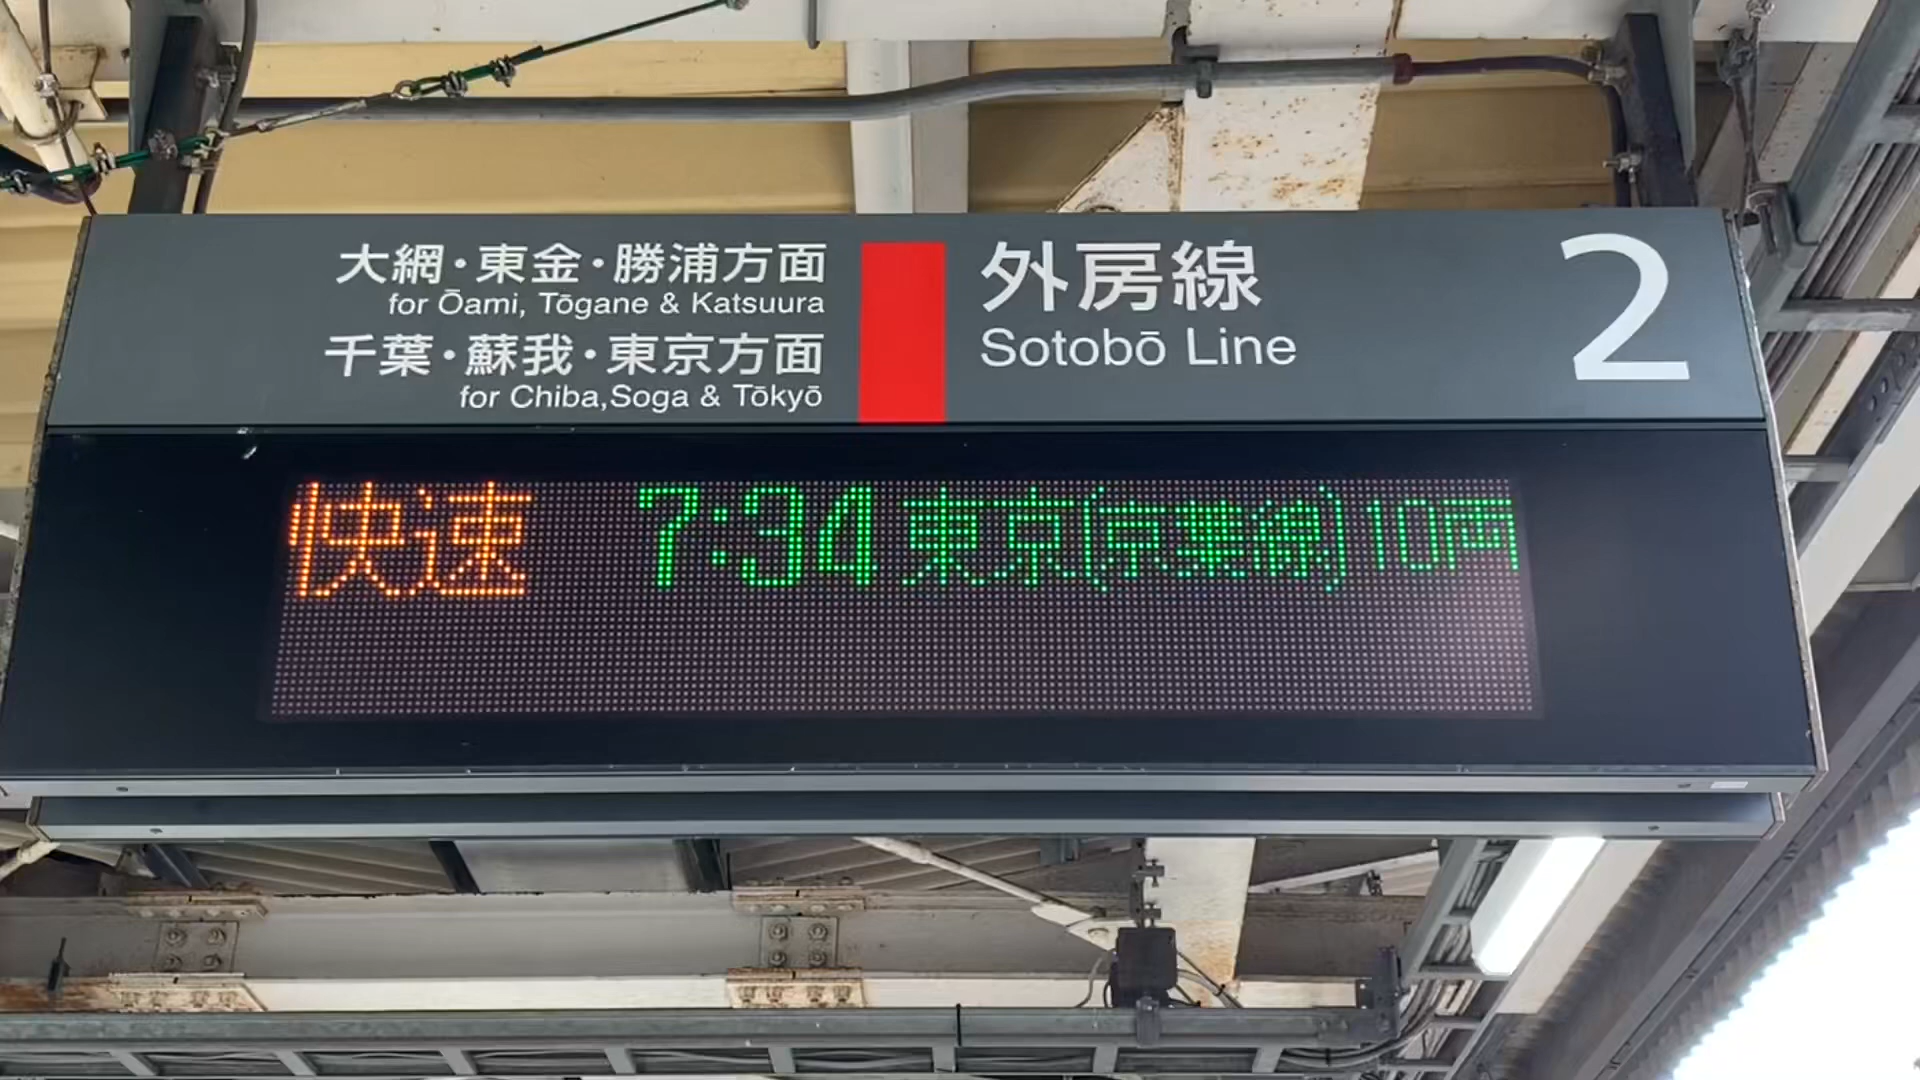 大網・東金・勝浦方面
for Ōami, Tōgane & Katsuura
千葉・蘇我・東京方面
for Chiba,Soga & Tōkyō
外房線
Sotobō Line
2
快速 7:34 東京(京葉線) 10両